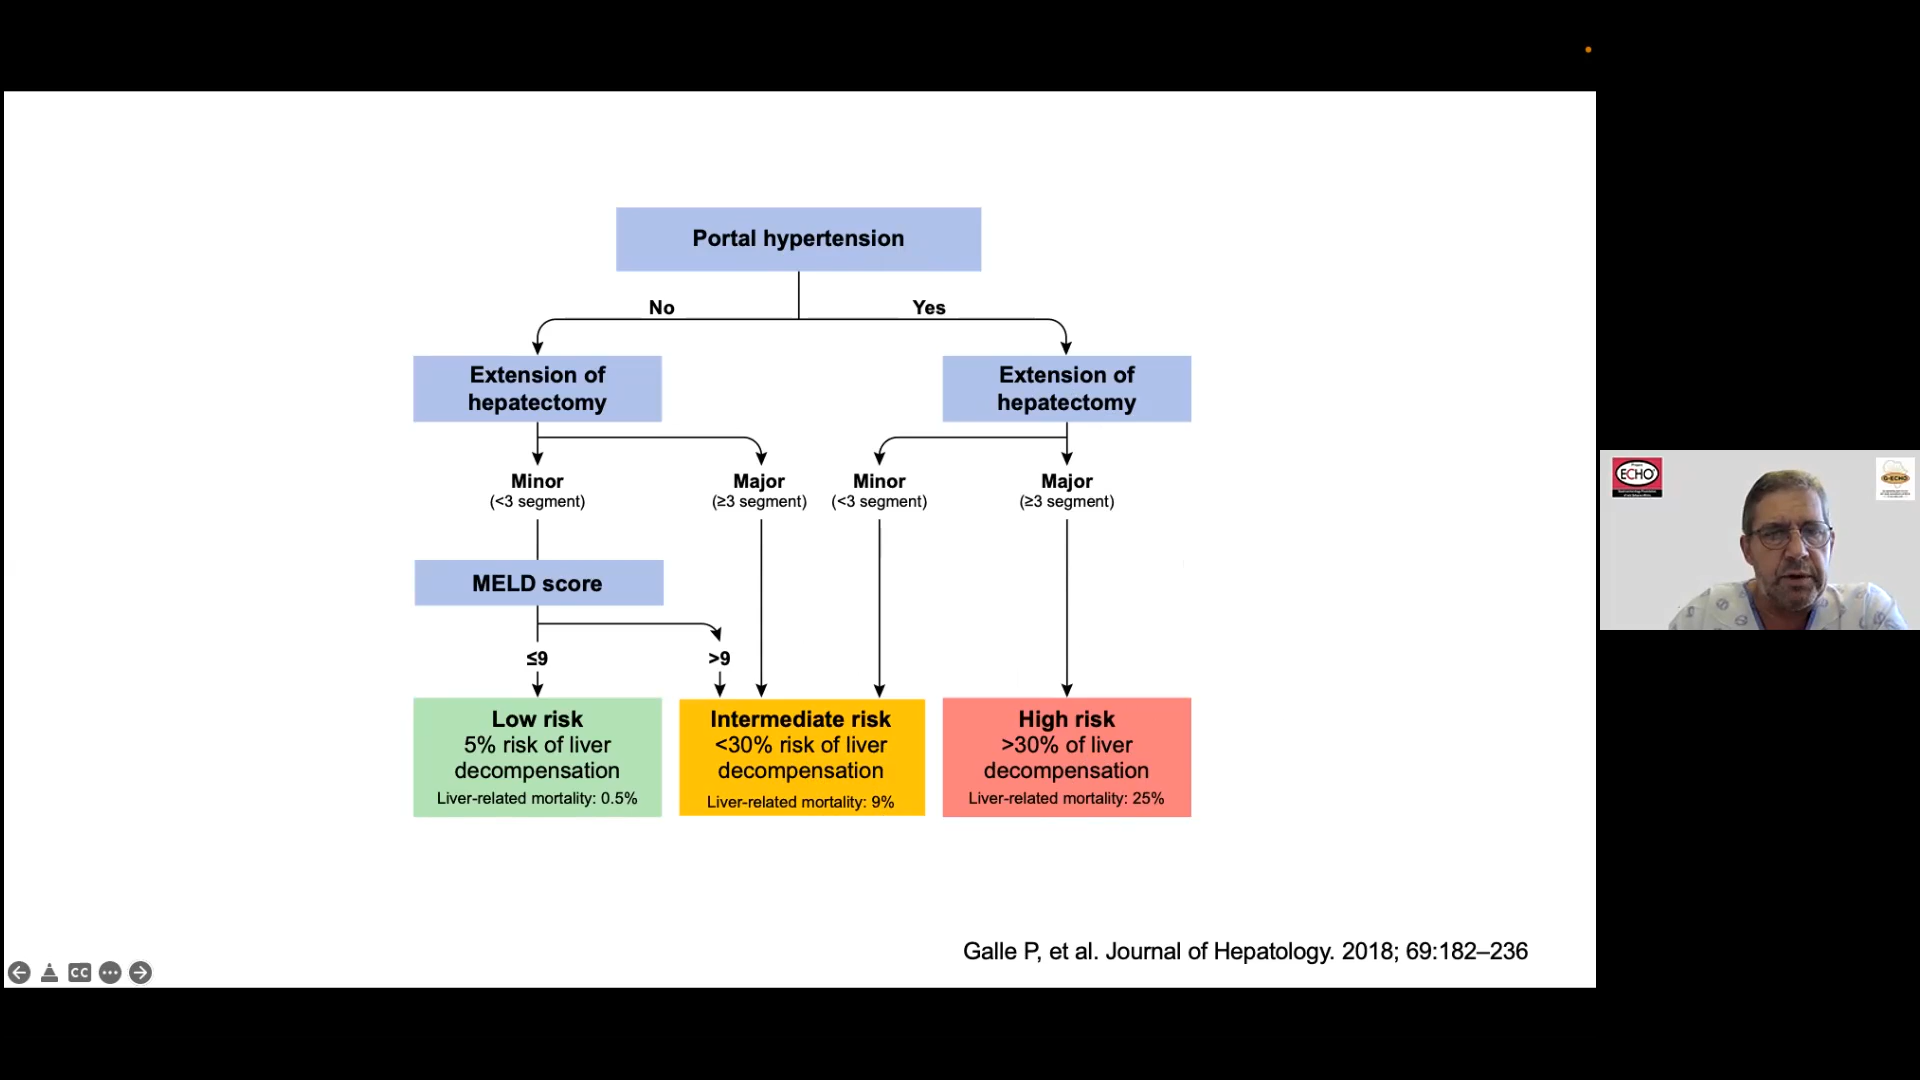 Portal hypertension
No
Yes
Extension of
hepatectomy
Extension of
hepatectomy
Minor
(<3 segment)
Major
(≥3 segment)
Minor
(<3 segment)
Major
(≥3 segment)
MELD score
≤9
>9
Low risk
5% risk of liver
decompensation
Liver-related mortality: 0.5%
Intermediate risk
<30% risk of liver
decompensation
Liver-related mortality: 9%
High risk
>30% of liver
decompensation
Liver-related mortality: 25%
Galle P, et al. Journal of Hepatology. 2018; 69:182–236
CC
ECHO
G-ECHO